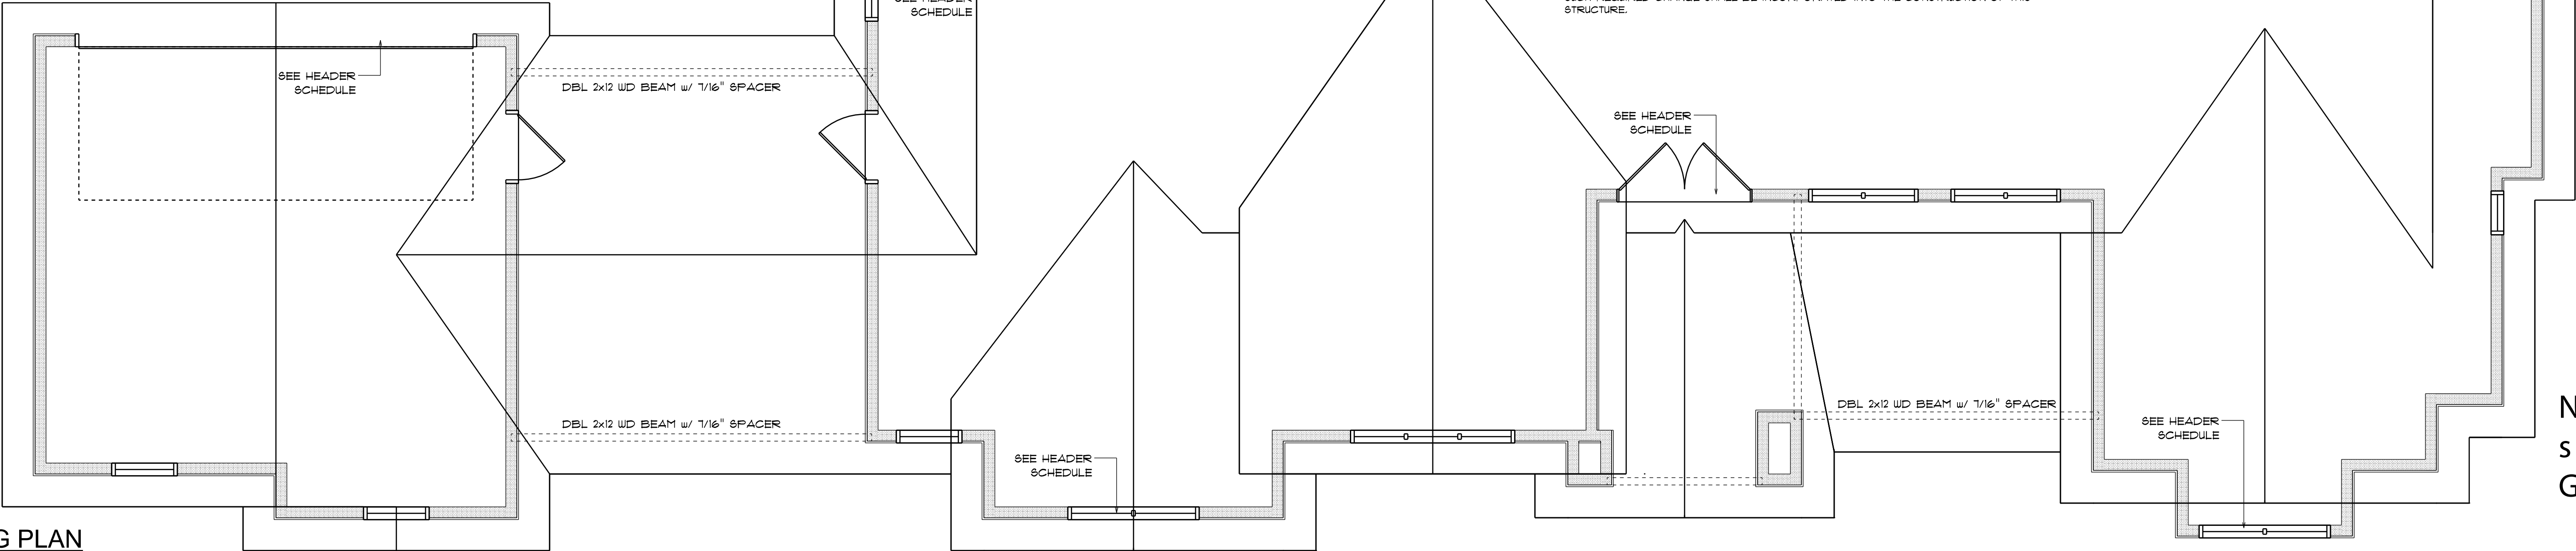 SCHEDULE
STRUCTURE.
SEE HEADER
SCHEDULE
DBL 2x12 WD BEAM w/ 7/16" SPACER
SEE HEADER
SCHEDULE
DBL 2x12 WD BEAM w/ 7/16" SPACER
DBL 2x12 WD BEAM w/ 7/16" SPACER
SEE HEADER
SCHEDULE
SEE HEADER
SCHEDULE
N
s
G
G PLAN